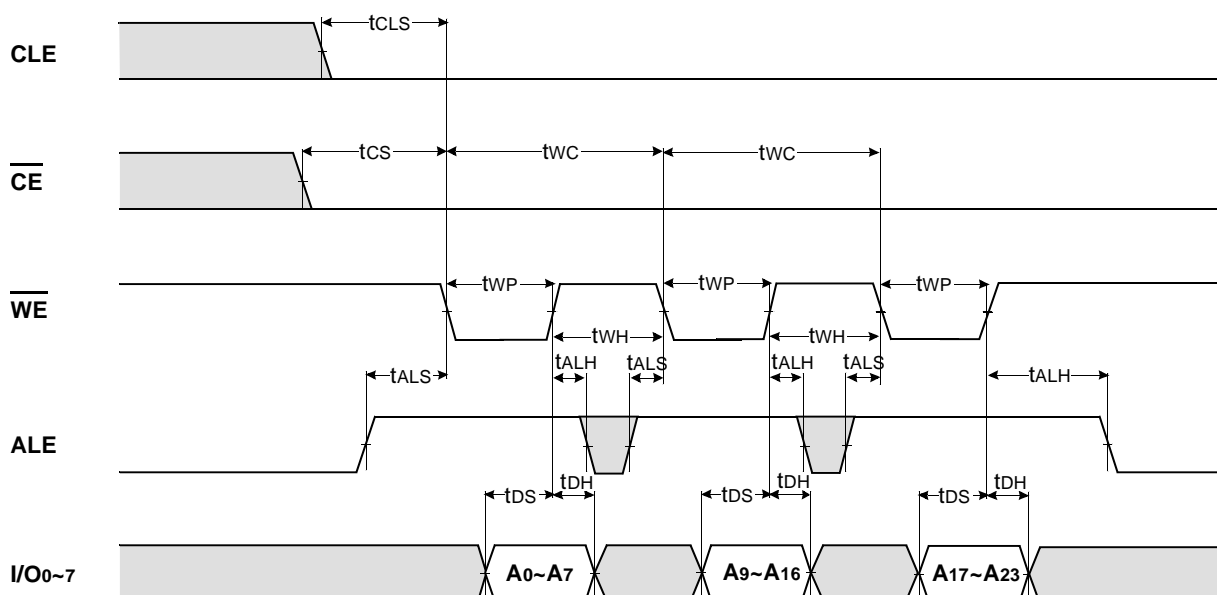 tCLS
CLE
tCS tWC tWC
CE
tWP tWP tWP
WE
tWH tWH
tALS tALH tALS tALH tALS tALH
ALE
tDS tDH tDS tDH tDS tDH
I/O0~7 A0~A7 A9~A16 A17~A23